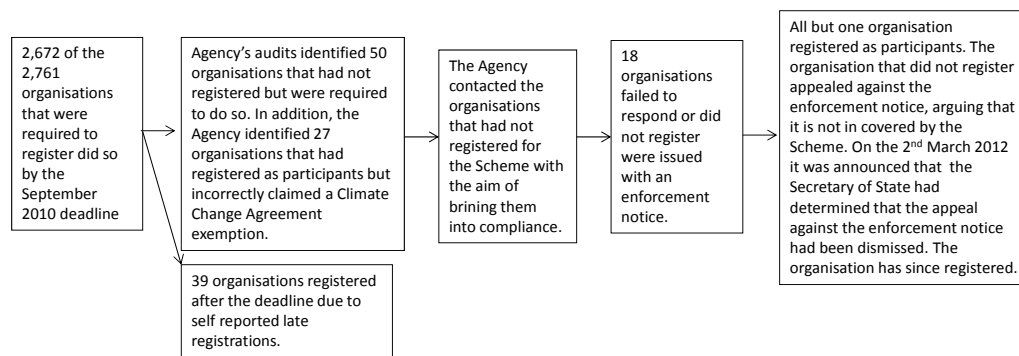 2,672 of the
2,761
organisations
that were
required to
register did so
by the
September
2010 deadline
Agency's audits identified 50
organisations that had not
registered but were required
to do so. In addition, the
Agency identified 27
organisations that had
registered as participants but
incorrectly claimed a Climate
Change Agreement
exemption.
39 organisations registered
after the deadline due to
self reported late
registrations.
The Agency
contacted the
organisations
that had not
registered for
the Scheme with
the aim of
brining them
into compliance.
18
organisations
failed to
respond or did
not register
were issued
with an
enforcement
notice.
All but one organisation
registered as participants. The
organisation that did not register
appealed against the
enforcement notice, arguing that
it is not in covered by the
Scheme. On the 2nd March 2012
it was announced that the
Secretary of State had
determined that the appeal
against the enforcement notice
had been dismissed. The
organisation has since registered.